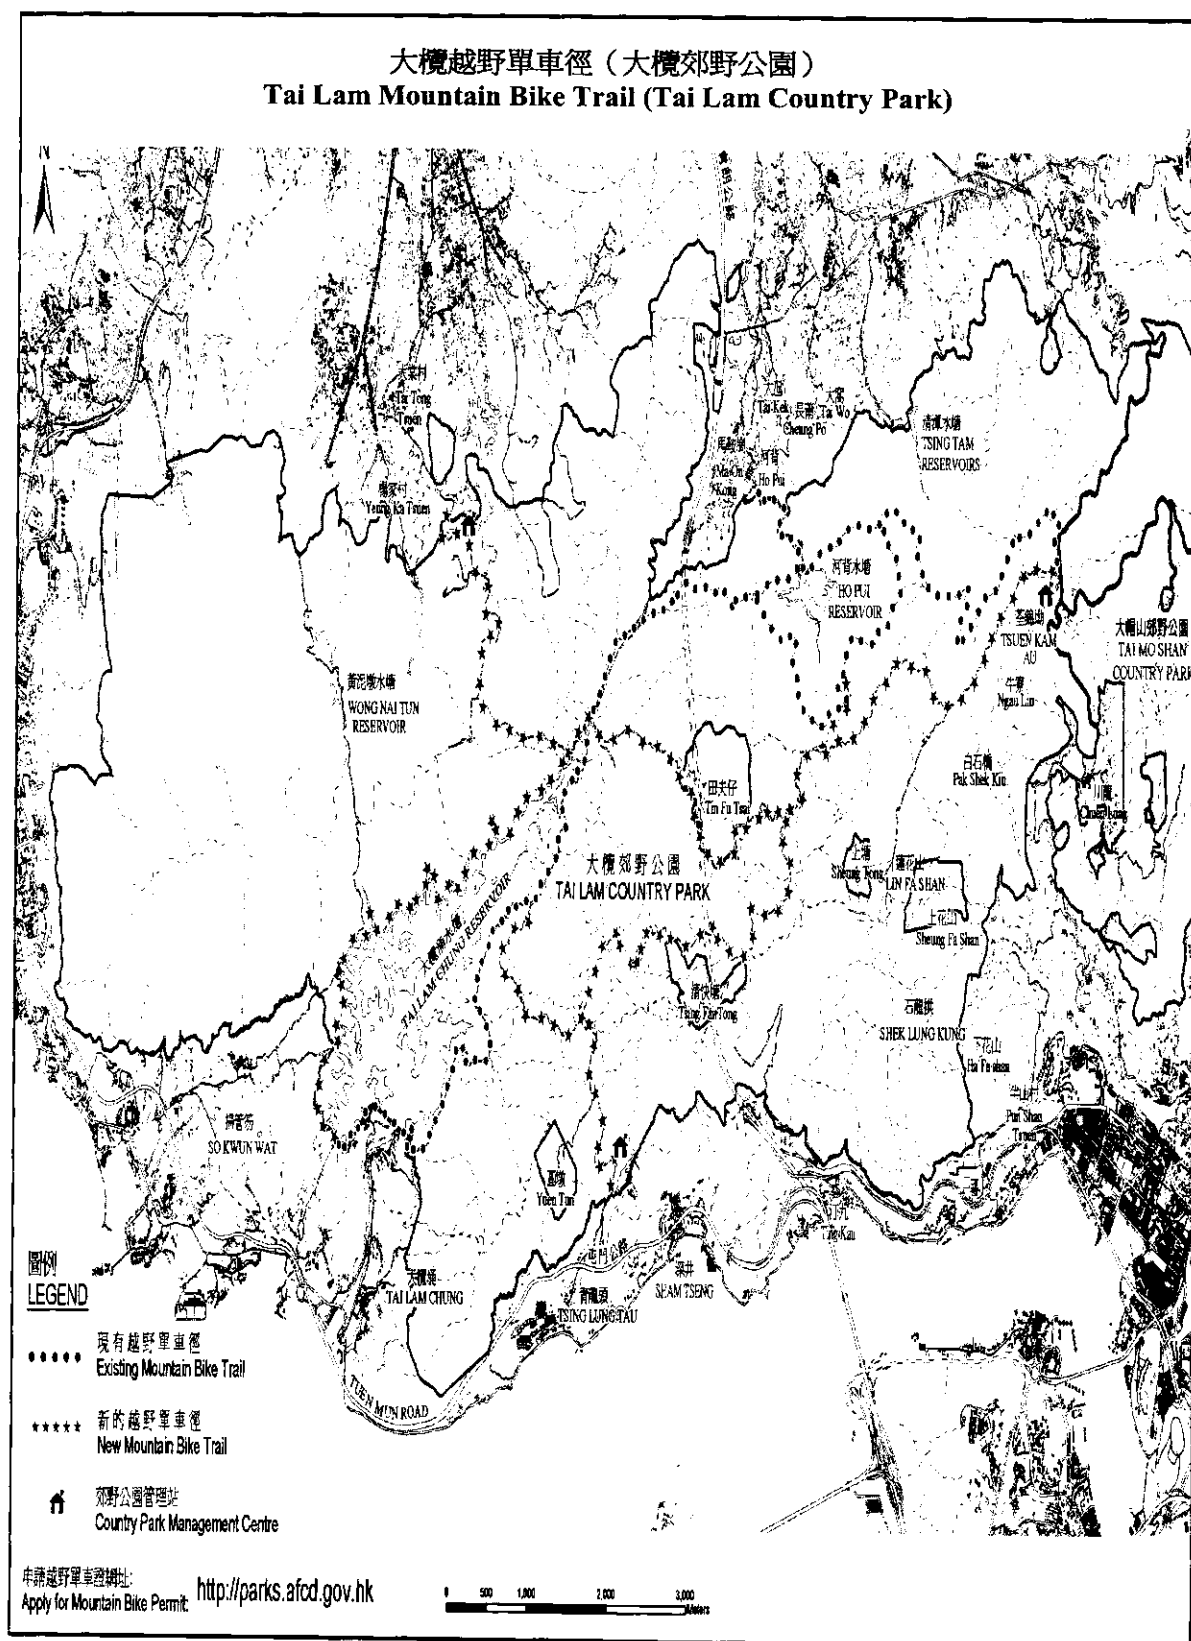 大欖越野單車徑（大欖郊野公園）
Tai Lam Mountain Bike Trail (Tai Lam Country Park)
N
大棠村
Tai Tong
Tsuen
楊家村
Yeung Ka Tsuen
大江
Tai Kek
大窩
Tai Wo
長莆
Cheung Po
馬鞍崗
Ma On
Kong
河背
Ho Pui
清潭水塘
TSING TAM
RESERVOIRS
河背水塘
HO PUI
RESERVOIR
荃錦坳
TSUEN KAM
AU
大帽山郊野公園
TAI MO SHAN
COUNTRY PARK
黃泥墩水塘
WONG NAI TUN
RESERVOIR
牛寮
Ngau Liu
白石橋
Pak Shek Kiu
川龍
Chuen Lung
田夫仔
Tin Fu Tsai
大欖郊野公園
TAI LAM COUNTRY PARK
上塘
Sheung Tong
蓮花山
LIN FA SHAN
上花山
Sheung Fa Shan
大欖涌水塘
TAI LAM CHUNG RESERVOIR
清快塘
Tsing Fai Tong
石龍拱
SHEK LUNG KUNG
下花山
Ha Fa Shan
半山村
Pun Shan
Tsuen
掃管笏
SO KWUN WAT
圓墩
Yuen Tun
汀九
Ting Kau
屯門公路
深井
SHAM TSENG
大欖涌
TAI LAM CHUNG
青龍頭
TSING LUNG TAU
TUEN MUN ROAD
圖例
LEGEND
現有越野單車徑
Existing Mountain Bike Trail
新的越野單車徑
New Mountain Bike Trail
郊野公園管理站
Country Park Management Centre
申請越野單車證網址:
Apply for Mountain Bike Permit: http://parks.afcd.gov.hk
0 500 1,000 2,000 3,000
Meters